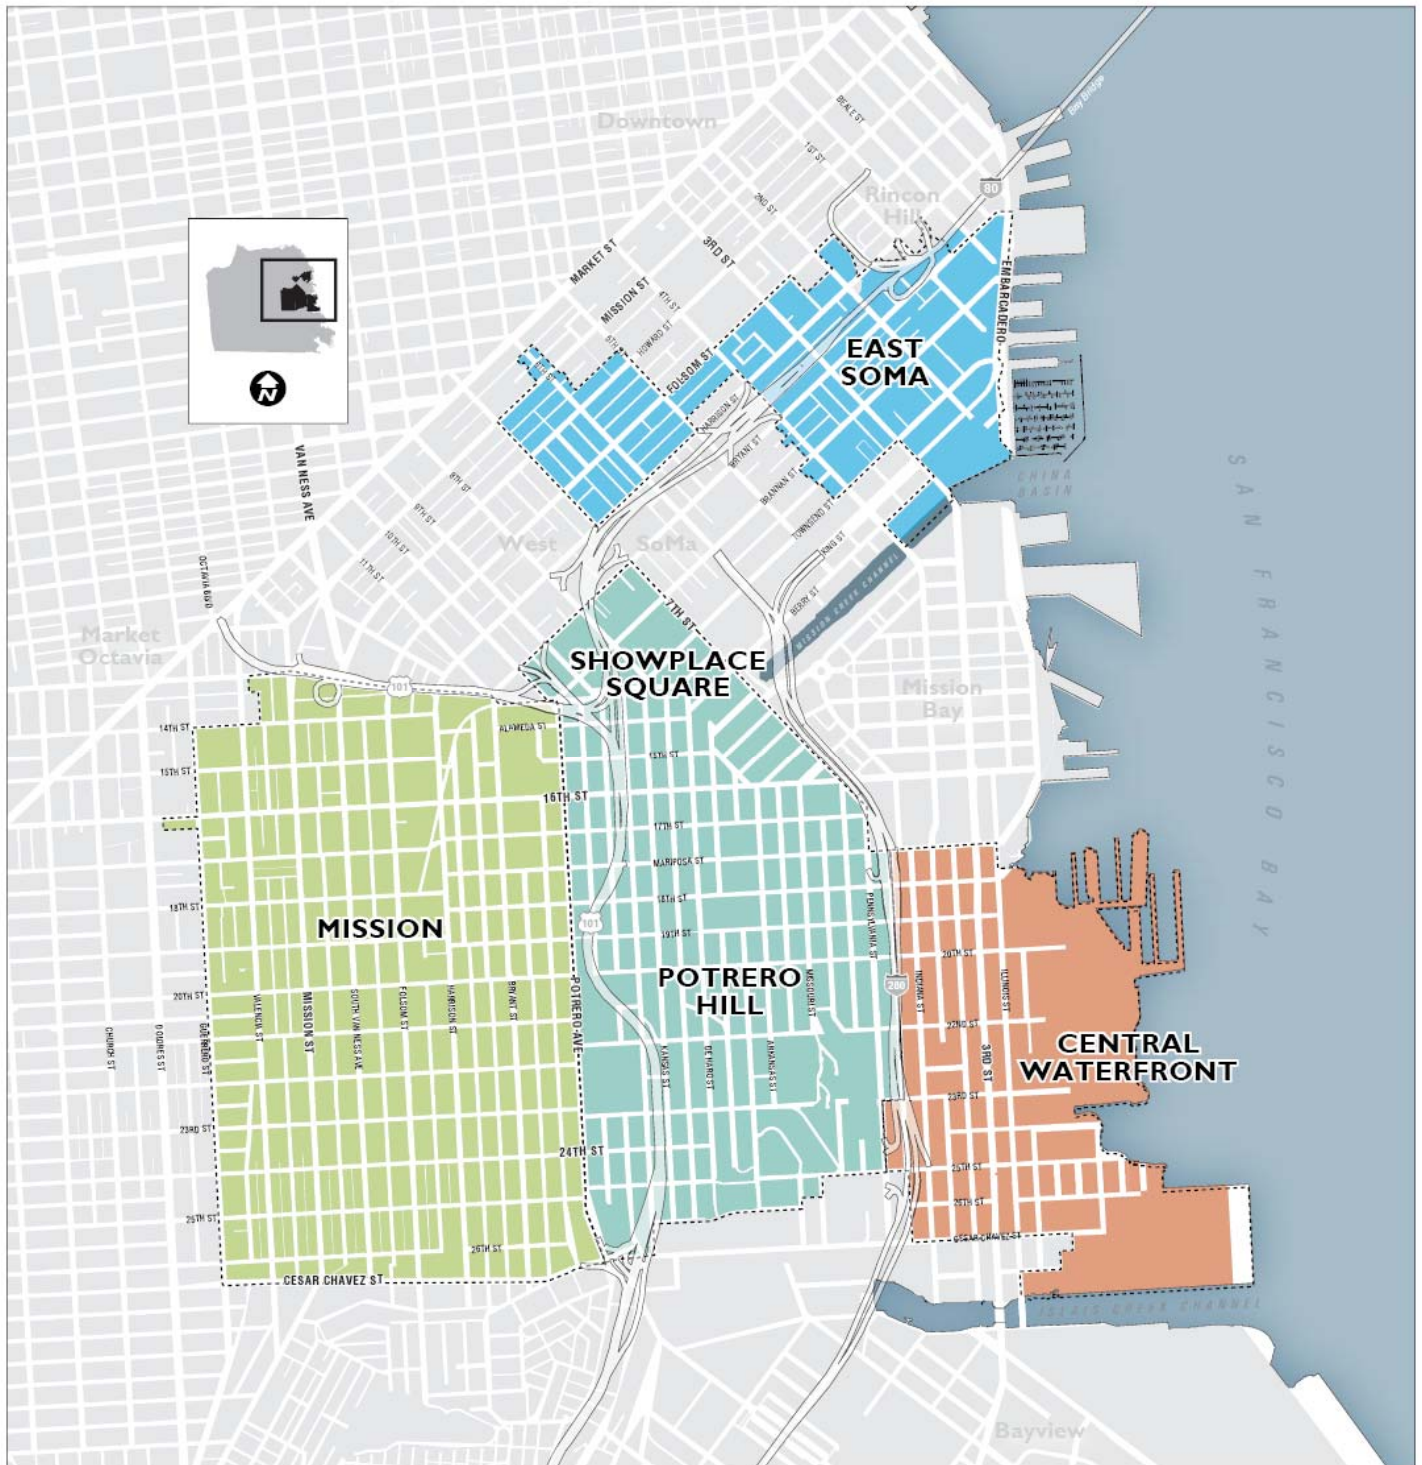 Downtown
Bay Bridge
BEALE ST
1ST ST
Rincon
Hill
80
2ND ST
3RD ST
MARKET ST
MISSION ST
4TH ST
HOWARD ST
5TH ST
6TH ST
FOLSOM ST
EMBARCADERO
EAST
SOMA
N
HARRISON ST
BRYANT ST
BRANNAN ST
TOWNSEND ST
KING ST
BERRY ST
CHINA
BASIN
VAN NESS AVE
8TH ST
9TH ST
10TH ST
11TH ST
West SoMa
OCTAVIA BLVD
7TH ST
MISSION CREEK CHANNEL
SAN FRANCISCO BAY
Market
Octavia
SHOWPLACE
SQUARE
Mission
Bay
101
14TH ST
ALAMEDA ST
15TH ST
15TH ST
16TH ST
17TH ST
MARIPOSA ST
18TH ST
18TH ST
19TH ST
PENNSYLVANIA ST
MISSION
101
20TH ST
POTRERO
HILL
MISSOURI ST
280
INDIANA ST
ILLINOIS ST
20TH ST
VALENCIA ST
MISSION ST
SOUTH VAN NESS AVE
FOLSOM ST
HARRISON ST
BRYANT ST
POTRERO AVE
22ND ST
CHURCH ST
DOLORES ST
GUERRERO ST
KANSAS ST
DE HARO ST
ARKANSAS ST
3RD ST
CENTRAL
WATERFRONT
23RD ST
23RD ST
24TH ST
25TH ST
25TH ST
26TH ST
26TH ST
CESAR CHAVEZ ST
CESAR CHAVEZ ST
ISLAIS CREEK CHANNEL
Bayview